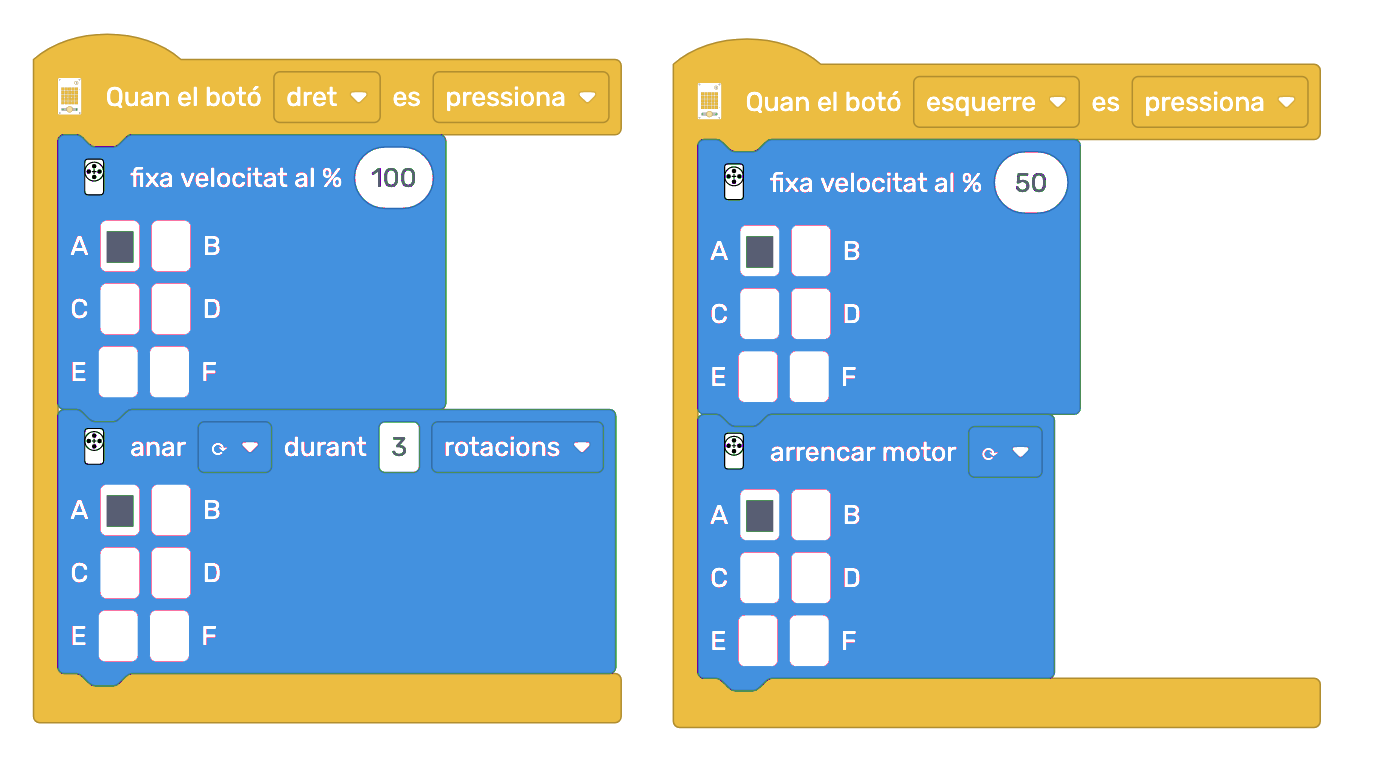 Quan el botó dret es pressiona
fixa velocitat al % 100
A B
C D
E F
anar durant 3 rotacions
A B
C D
E F
Quan el botó esquerre es pressiona
fixa velocitat al % 50
A B
C D
E F
arrencar motor
A B
C D
E F